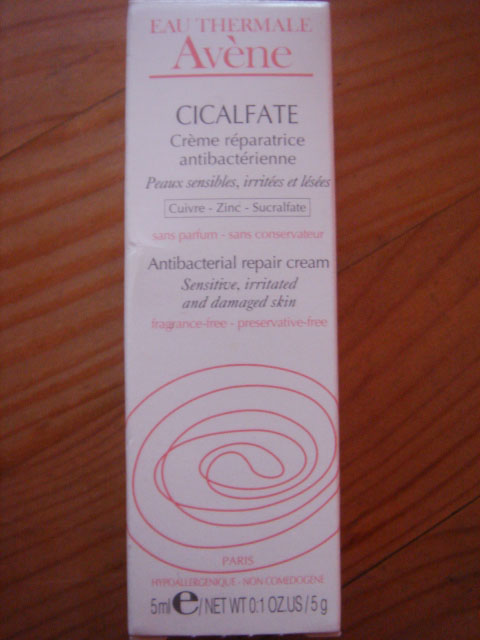 EAU THERMALE
Avène
CICALFATE
Crème réparatrice
antibactérienne
Peaux sensibles, irritées et lésées
Cuivre - Zinc - Sucralfate
sans parfum - sans conservateur
Antibacterial repair cream
Sensitive, irritated
and damaged skin
fragrance-free - preservative-free
PARIS
HYPOALLERGENIQUE - NON COMEDOGENE
5ml e / NET WT 0.1 OZ.US / 5 g